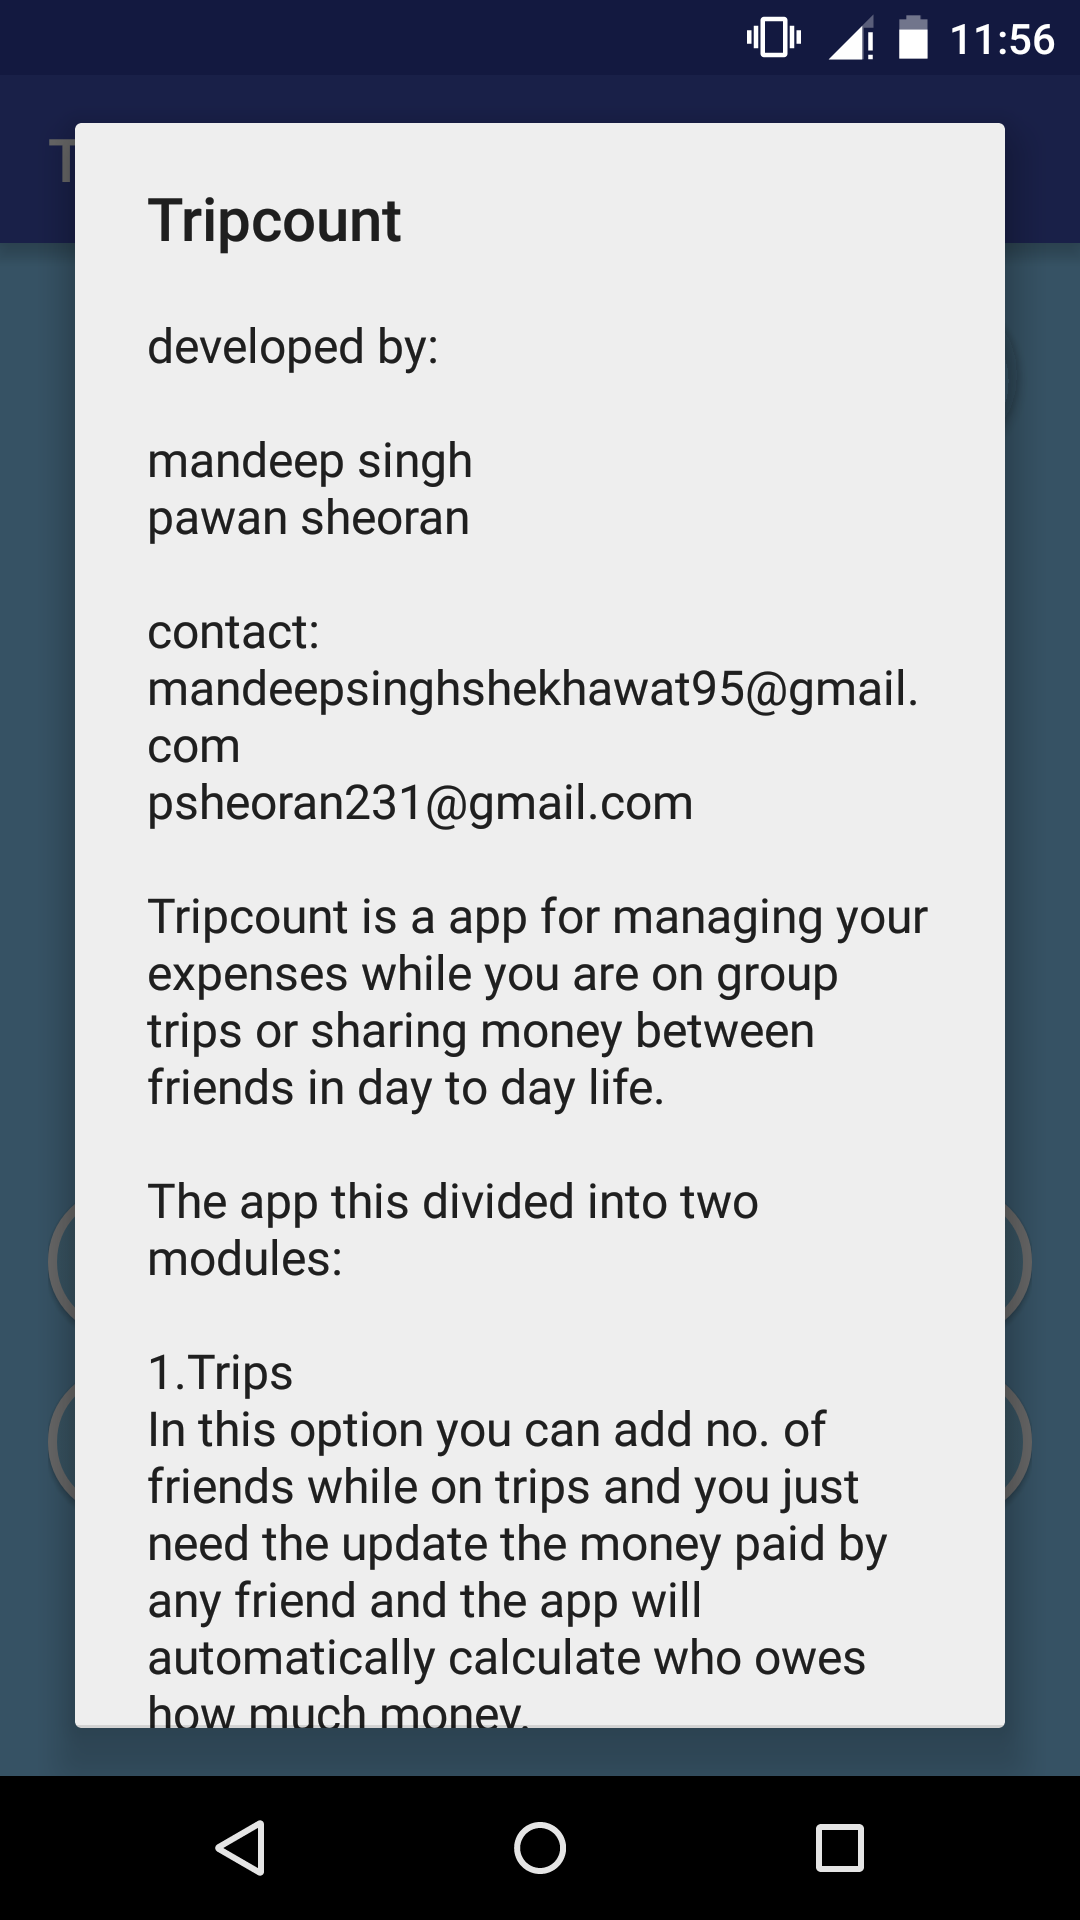 11:56
T
Tripcount
developed by:
mandeep singh
pawan sheoran
contact:
mandeepsinghshekhawat95@gmail.
com
psheoran231@gmail.com
Tripcount is a app for managing your
expenses while you are on group
trips or sharing money between
friends in day to day life.
The app this divided into two
modules:
1.Trips
In this option you can add no. of
friends while on trips and you just
need the update the money paid by
any friend and the app will
automatically calculate who owes
how much money.